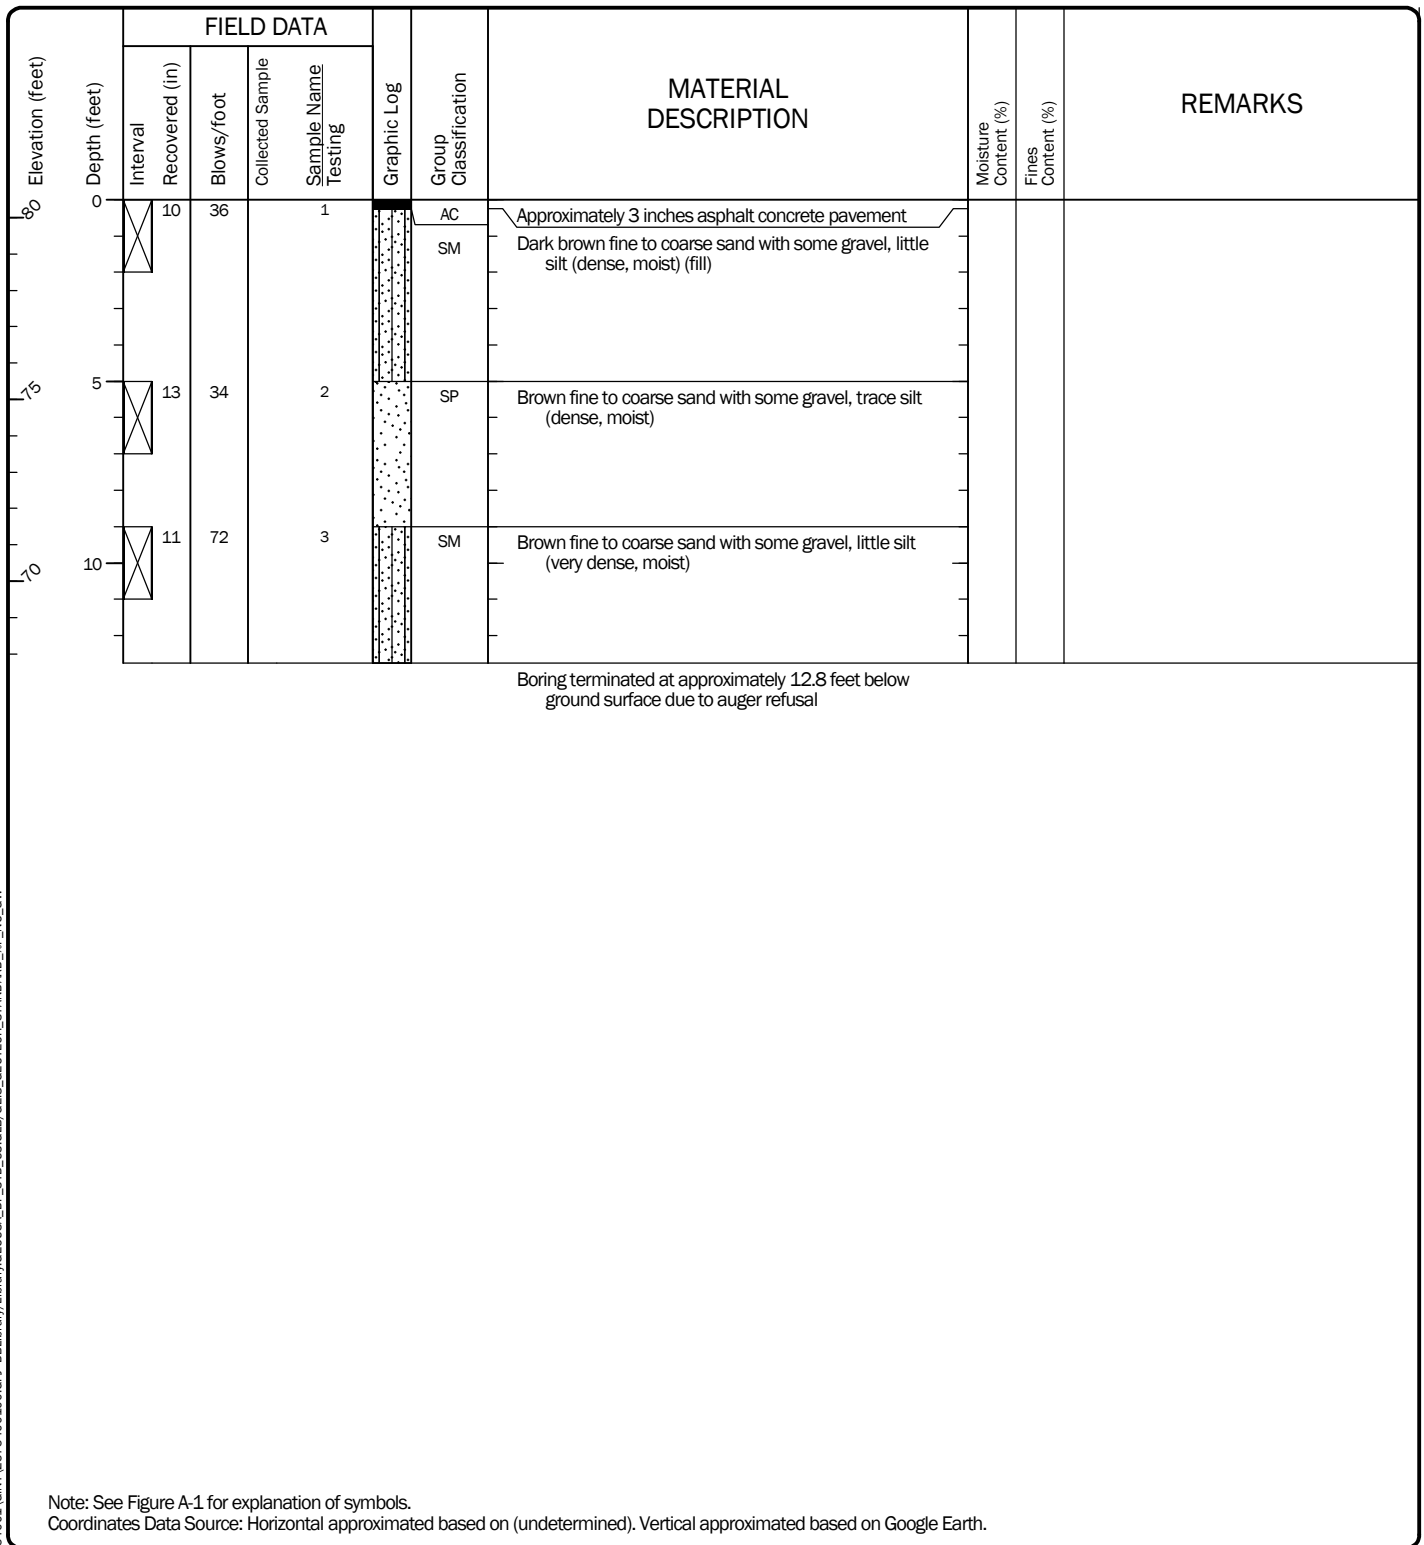 FIELD DATA
Elevation (feet)
Depth (feet)
Interval
Recovered (in)
Blows/foot
Collected Sample
Sample Name
Testing
Graphic Log
Group
Classification
MATERIAL
DESCRIPTION
Moisture
Content (%)
Fines
Content (%)
REMARKS
80
0
10 36 1 AC Approximately 3 inches asphalt concrete pavement
SM Dark brown fine to coarse sand with some gravel, little
silt (dense, moist) (fill)
75
5
13 34 2 SP Brown fine to coarse sand with some gravel, trace silt
(dense, moist)
11 72 3 SM Brown fine to coarse sand with some gravel, little silt
(very dense, moist)
70
10
Boring terminated at approximately 12.8 feet below
ground surface due to auger refusal
Note: See Figure A-1 for explanation of symbols.
Coordinates Data Source: Horizontal approximated based on (undetermined). Vertical approximated based on Google Earth.